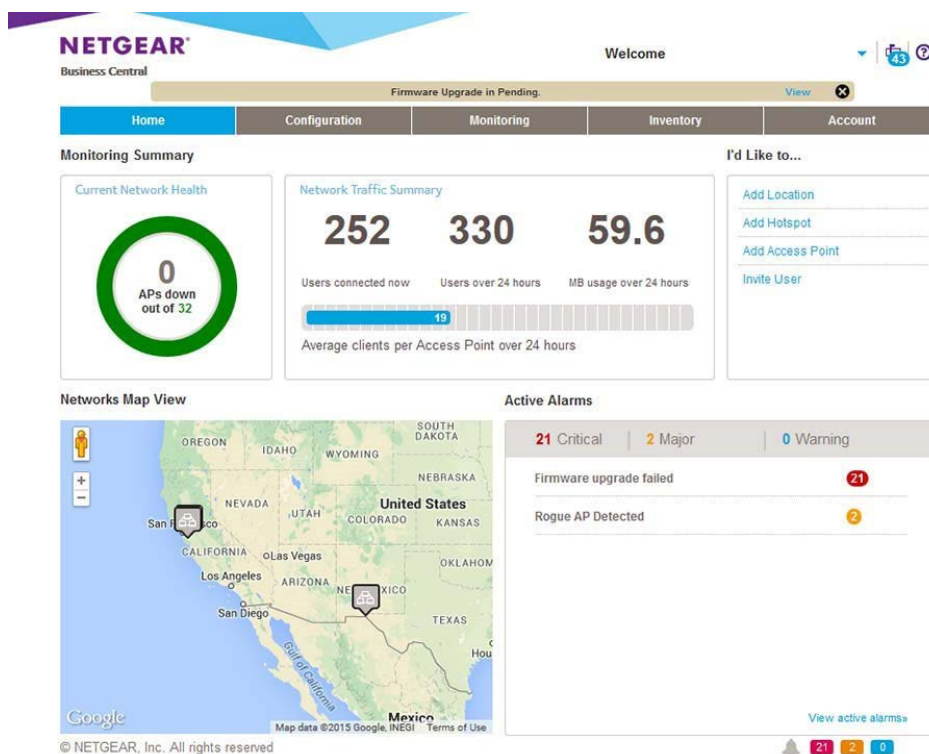 NETGEAR®
Business Central
Welcome
43
Firmware Upgrade in Pending.
View
Home
Configuration
Monitoring
Inventory
Account
Monitoring Summary
I'd Like to...
Current Network Health
0
APs down
out of 32
Network Traffic Summary
252
330
59.6
Users connected now
Users over 24 hours
MB usage over 24 hours
19
Average clients per Access Point over 24 hours
Add Location
Add Hotspot
Add Access Point
Invite User
Networks Map View
Active Alarms
+
−
OREGON
IDAHO
WYOMING
SOUTH
DAKOTA
NEBRASKA
NEVADA
UTAH
United States
COLORADO
KANSAS
San F sco
CALIFORNIA
Las Vegas
OKLAHOM
Los Angeles
ARIZONA
NE XICO
San Diego
TEXAS
Hou
Gulf of California
Mexico
Google
Map data ©2015 Google, INEGI
Terms of Use
21 Critical
2 Major
0 Warning
Firmware upgrade failed
21
Rogue AP Detected
2
View active alarms»
© NETGEAR, Inc. All rights reserved
21
2
0